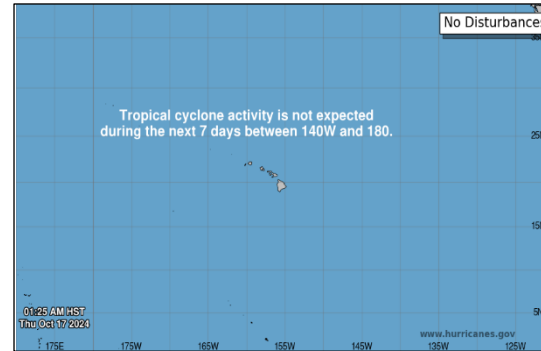 No Disturbances
35N
Tropical cyclone activity is not expected
during the next 7 days between 140W and 180.
25N
15N
01:25 AM HST
Thu Oct 17 2024
5N
www.hurricanes.gov
175E 175W 165W 155W 145W 135W 125W